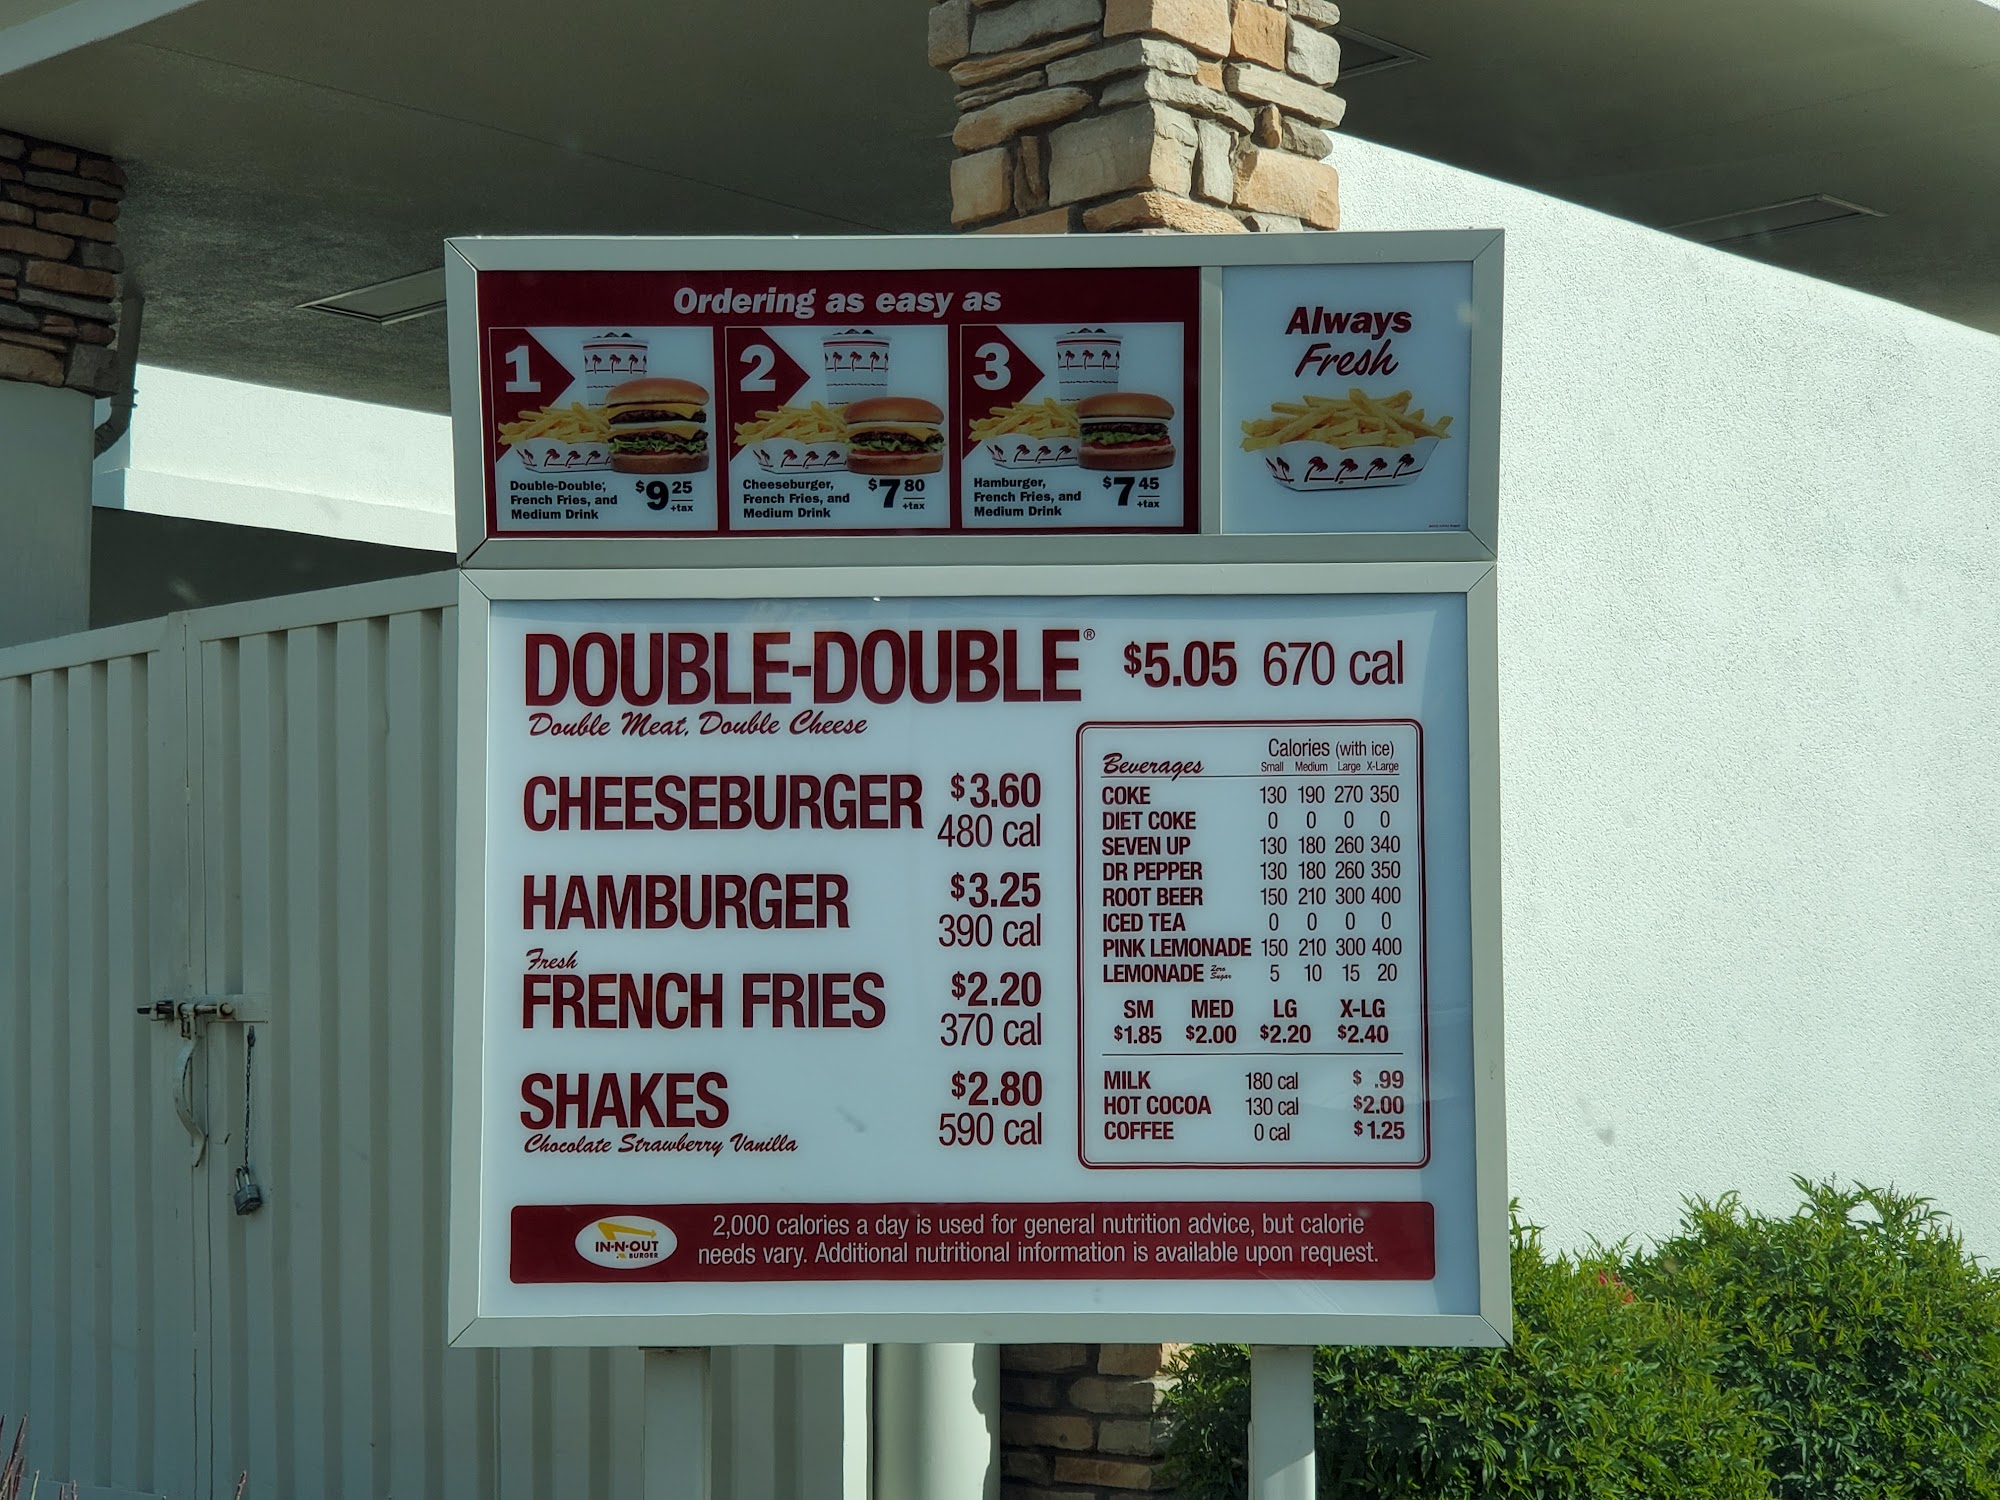 Ordering as easy as
1
Double-Double,
French Fries, and
Medium Drink
$9 25
+tax
2
Cheeseburger,
French Fries, and
Medium Drink
$7 80
+tax
3
Hamburger,
French Fries, and
Medium Drink
$7 45
+tax
Always
Fresh
DOUBLE-DOUBLE® $5.05 670 cal
Double Meat, Double Cheese
CHEESEBURGER $3.60
480 cal
HAMBURGER $3.25
390 cal
Fresh
FRENCH FRIES $2.20
370 cal
SHAKES $2.80
590 cal
Chocolate Strawberry Vanilla
Beverages Calories (with ice)
Small Medium Large X-Large
COKE 130 190 270 350
DIET COKE 0 0 0 0
SEVEN UP 130 180 260 340
DR PEPPER 130 180 260 350
ROOT BEER 150 210 300 400
ICED TEA 0 0 0 0
PINK LEMONADE 150 210 300 400
LEMONADE Zero Sugar 5 10 15 20
SM MED LG X-LG
$1.85 $2.00 $2.20 $2.40
MILK 180 cal $ .99
HOT COCOA 130 cal $2.00
COFFEE 0 cal $1.25
IN-N-OUT
BURGER
2,000 calories a day is used for general nutrition advice, but calorie
needs vary. Additional nutritional information is available upon request.